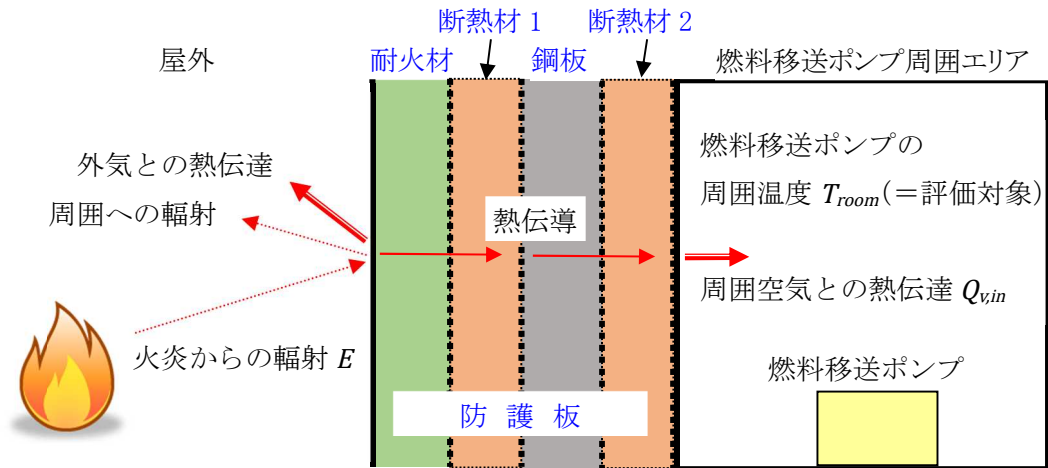 断熱材 1
断熱材 2
屋外
耐火材
鋼板
燃料移送ポンプ周囲エリア
外気との熱伝達
周囲への輻射
熱伝導
燃料移送ポンプの
周囲温度 Troom(=評価対象)
周囲空気との熱伝達 Qv,in
火炎からの輻射 E
燃料移送ポンプ
防 護 板